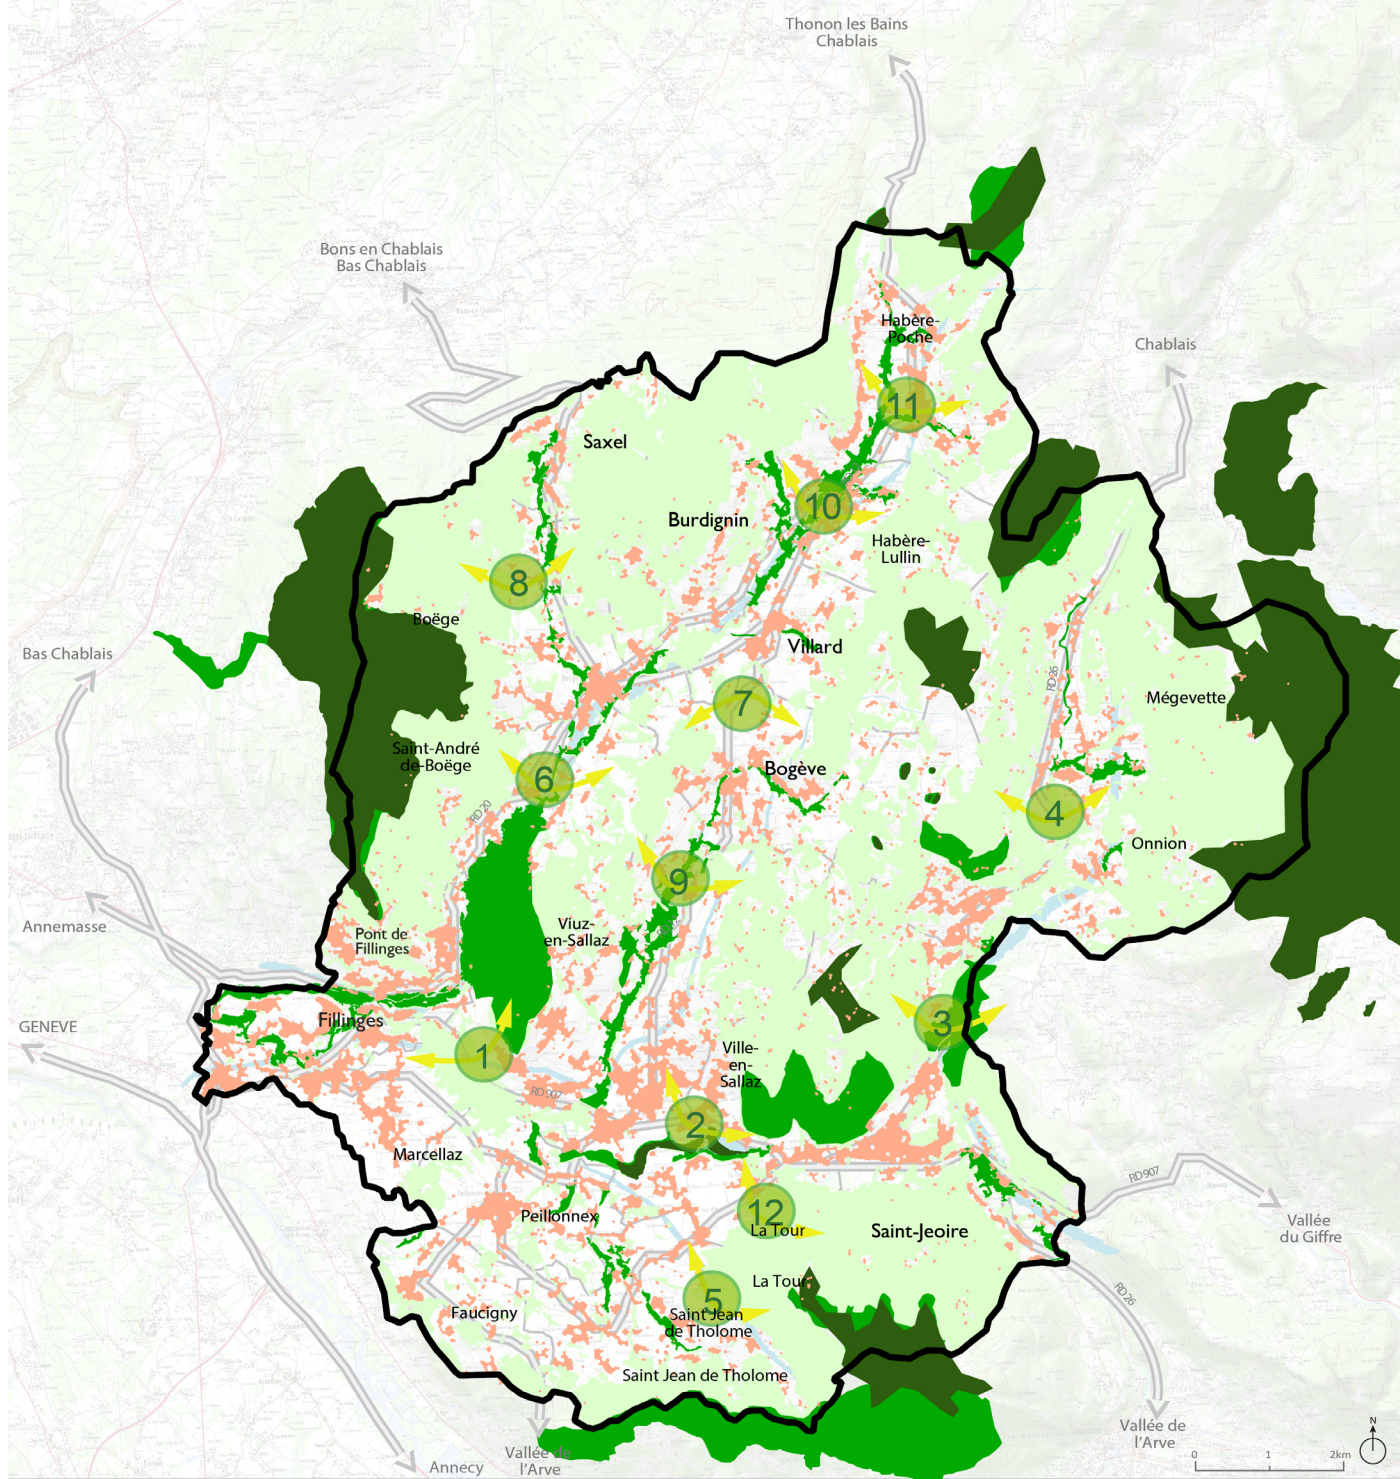 Thonon les Bains
Chablais
Bons en Chablais
Bas Chablais
Habère-
Poche
Chablais
11
Saxel
10
Burdignin
Habère-
Lullin
8
Boëge
Villard
Bas Chablais
RD 26
Mégevette
7
Saint-André
de-Boëge
6
Bogève
RD 20
4
Onnion
9
Annemasse
Viuz-
en-Sallaz
Pont de
Fillinges
GENEVE
Fillinges
3
1
Ville-
en-
Sallaz
RD 907
2
Marcellaz
RD 907
12
Peillonnex
La Tour
Saint-Jeoire
Vallée
du Giffre
La Tour
5
RD 26
Faucigny
Saint Jean
de Tholome
Saint Jean de Tholome
Vallée de
l'Arve
N
Vallée de
l'Arve
Annecy
0 1 2km